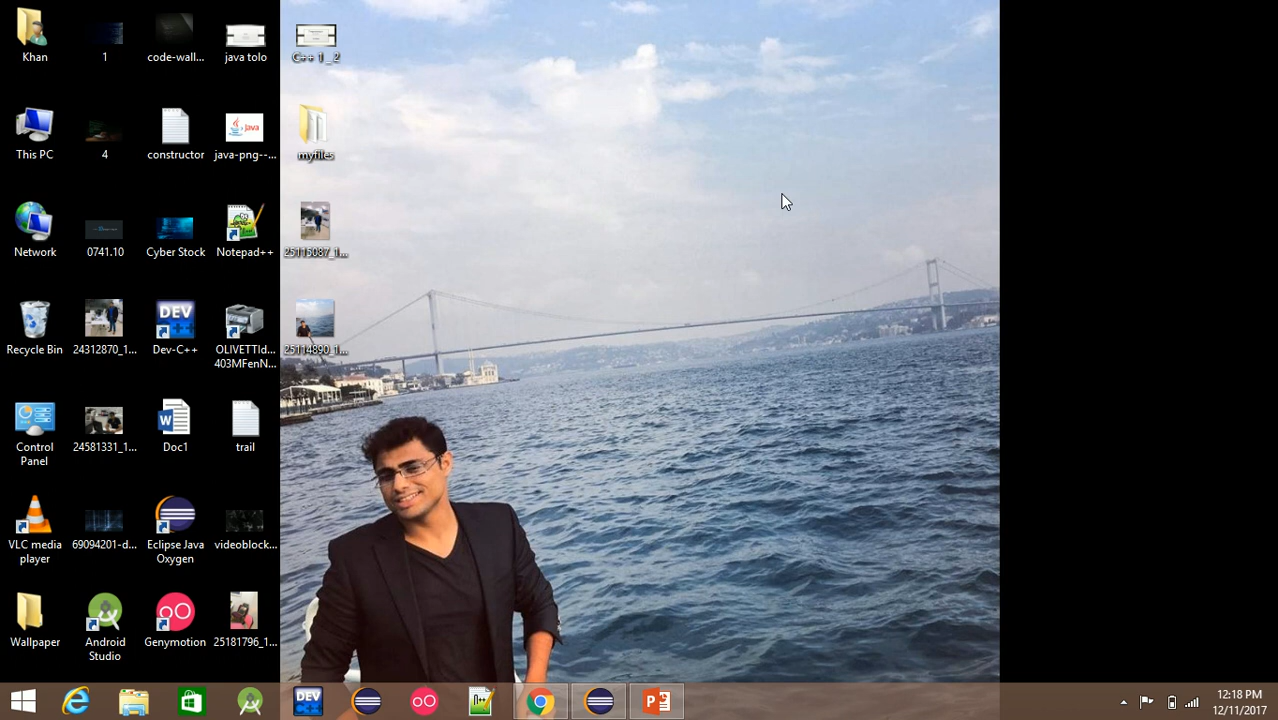 Khan
1
code-wall...
java tolo
C++ 1_2
This PC
4
constructor
java-png--...
myfiles
Network
0741.10
Cyber Stock
Notepad++
25115087_1...
Recycle Bin
24312870_1...
Dev-C++
OLIVETTId...
403MFenN...
25114890_1...
Control
Panel
24581331_1...
Doc1
trail
VLC media
player
69094201-d...
Eclipse Java
Oxygen
videoblock...
Wallpaper
Android
Studio
Genymotion
25181796_1...
DEV
12:18 PM
12/11/2017